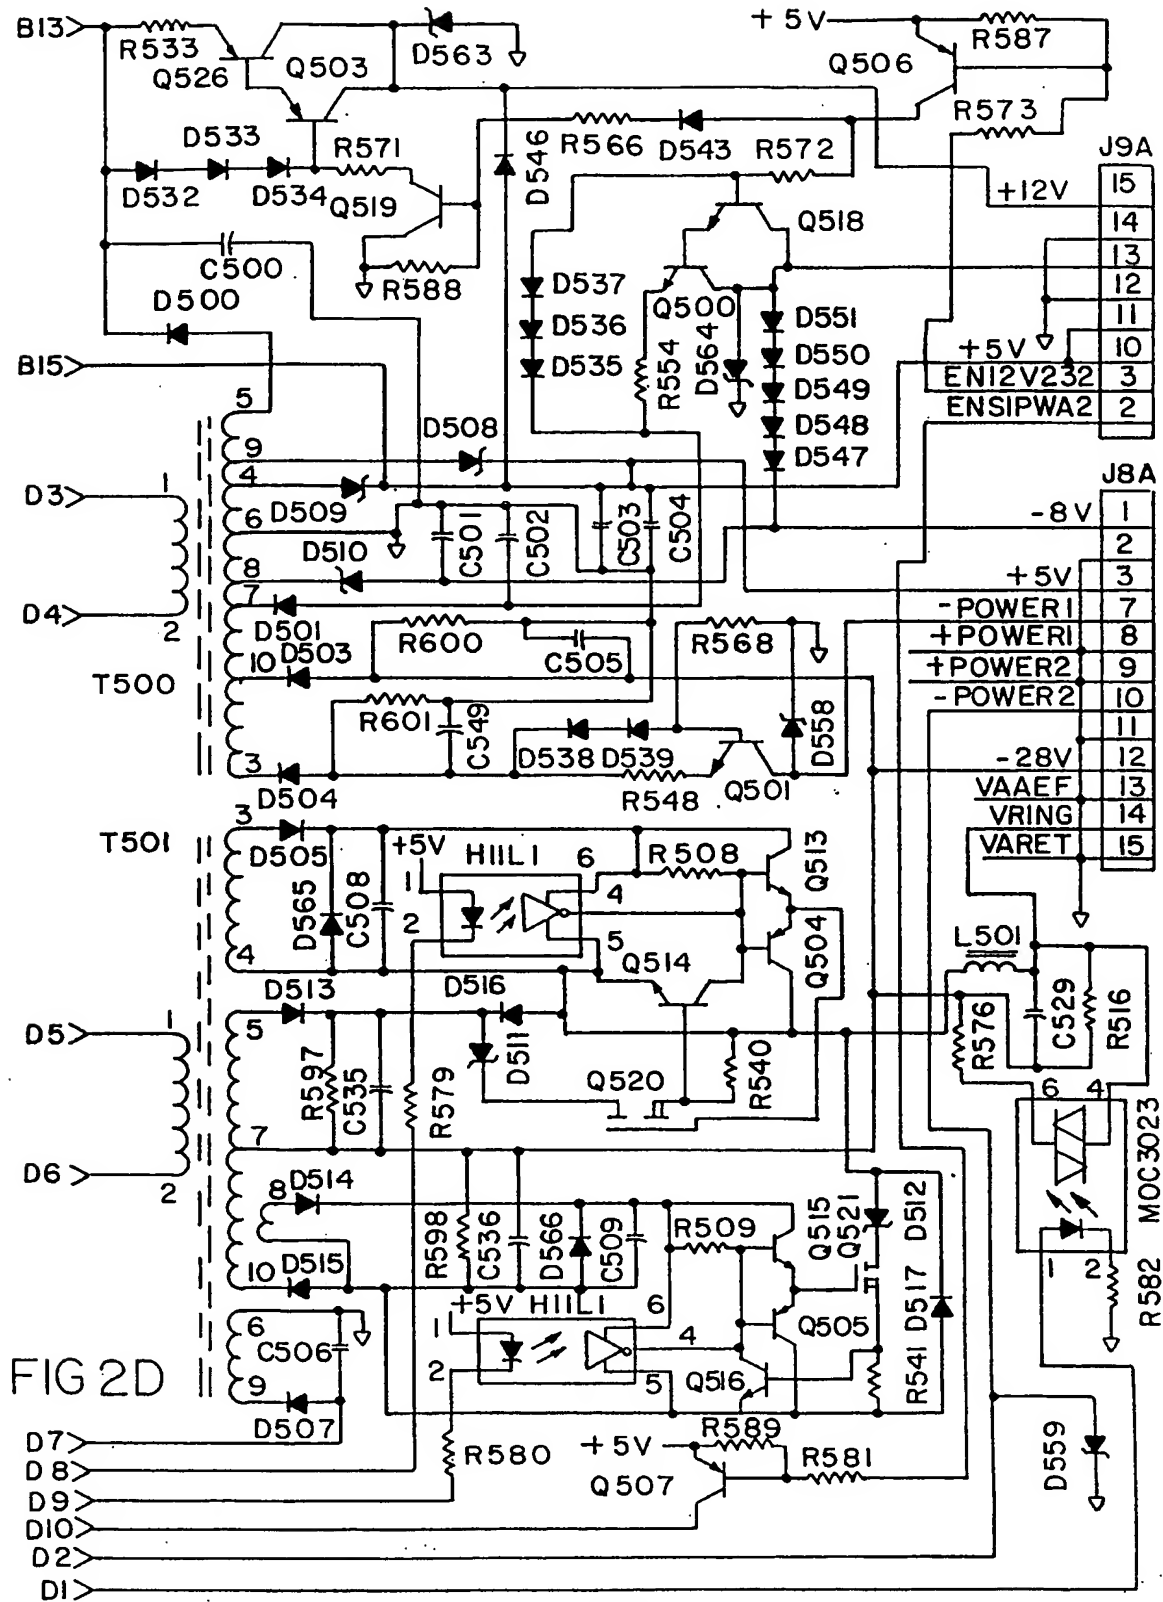 B13
R533
D563
+5V
R587
Q526
Q503
Q506
R573
D533
R571
D546
R566
D543
R572
J9A
D532
D534
Q519
15
+12V
Q518
14
C500
R588
13
D500
D537
Q500
12
D536
D564
D551
11
B15
D535
R554
D550
+5V
10
EN12V232
3
5
D549
ENSIPWA2
2
D508
D548
9
D547
4
J8A
D3
1
D509
C501
C502
C503
C504
-8V
1
6
D510
2
8
+5V
3
7
-POWER1
7
D4
2
D501
R600
R568
+POWER1
8
10
D503
C505
+POWER2
9
T500
-POWER2
10
R601
C549
D558
11
D538
D539
-28V
12
3
D504
R548
Q501
VAAEF
13
VRING
14
T501
3
D505
+5V
H11L1
6
R508
Q513
VARET
15
1
4
D565
C508
2
5
Q514
Q504
L501
4
D516
D513
R576
C529
R516
D5
1
5
D511
Q520
R540
R597
C535
R579
6
4
7
MOC3023
D6
2
8
D514
R598
C536
D566
C509
R509
Q515
Q521
D512
10
D515
+5V
H11L1
6
1
2
R582
6
C506
1
4
Q505
D517
FIG 2D
2
5
Q516
R541
9
D507
R589
D7
R580
+5V
R581
D559
D8
Q507
D9
D10
D2
D1